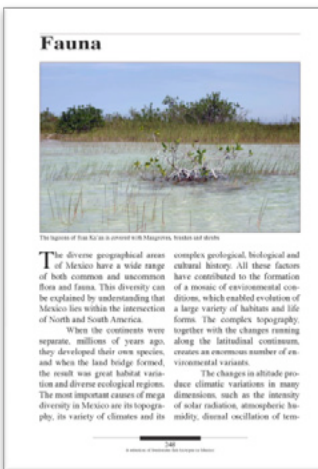 Fauna
The lagoons of Sian Ka'an is covered with Mangroves, bromles and shrubs
The diverse geographical areas
of Mexico have a wide range
of both common and uncommon
flora and fauna. This diversity can
be explained by understanding that
Mexico lies within the intersection
of North and South America.
When the continents were
separate, millions of years ago,
they developed their own species,
and when the land bridge formed,
the result was great habitat varia-
tion and diverse ecological regions.
The most important causes of mega
diversity in Mexico are its topogra-
phy, its variety of climates and its
complex geological, biological and
cultural history. All these factors
have contributed to the formation
of a mosaic of environmental con-
ditions, which enabled evolution of
a large variety of habitats and life
forms. The complex topography,
together with the changes running
along the latitudinal continuum,
creates an enormous number of en-
vironmental variants.
The changes in altitude pro-
duce climatic variations in many
dimensions, such as the intensity
of solar radiation, atmospheric hu-
midity, diurnal oscillation of tem-
240